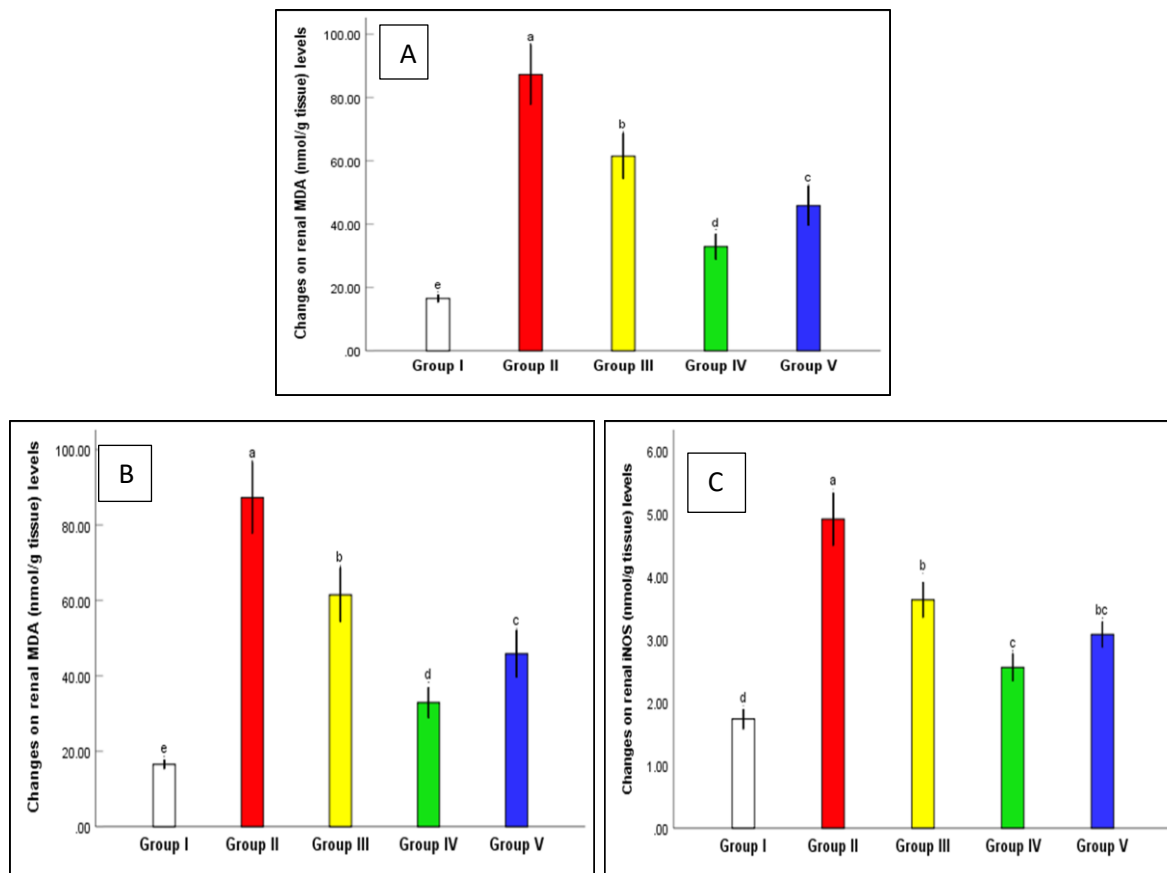 A
Changes on renal MDA (nmol/g tissue) levels
100.00
80.00
60.00
40.00
20.00
.00
a
b
c
d
e
Group I Group II Group III Group IV Group V
B
Changes on renal MDA (nmol/g tissue) levels
100.00
80.00
60.00
40.00
20.00
.00
a
b
c
d
e
Group I Group II Group III Group IV Group V
C
Changes on renal iNOS (nmol/g tissue) levels
6.00
5.00
4.00
3.00
2.00
1.00
.00
a
b
bc
c
d
Group I Group II Group III Group IV Group V